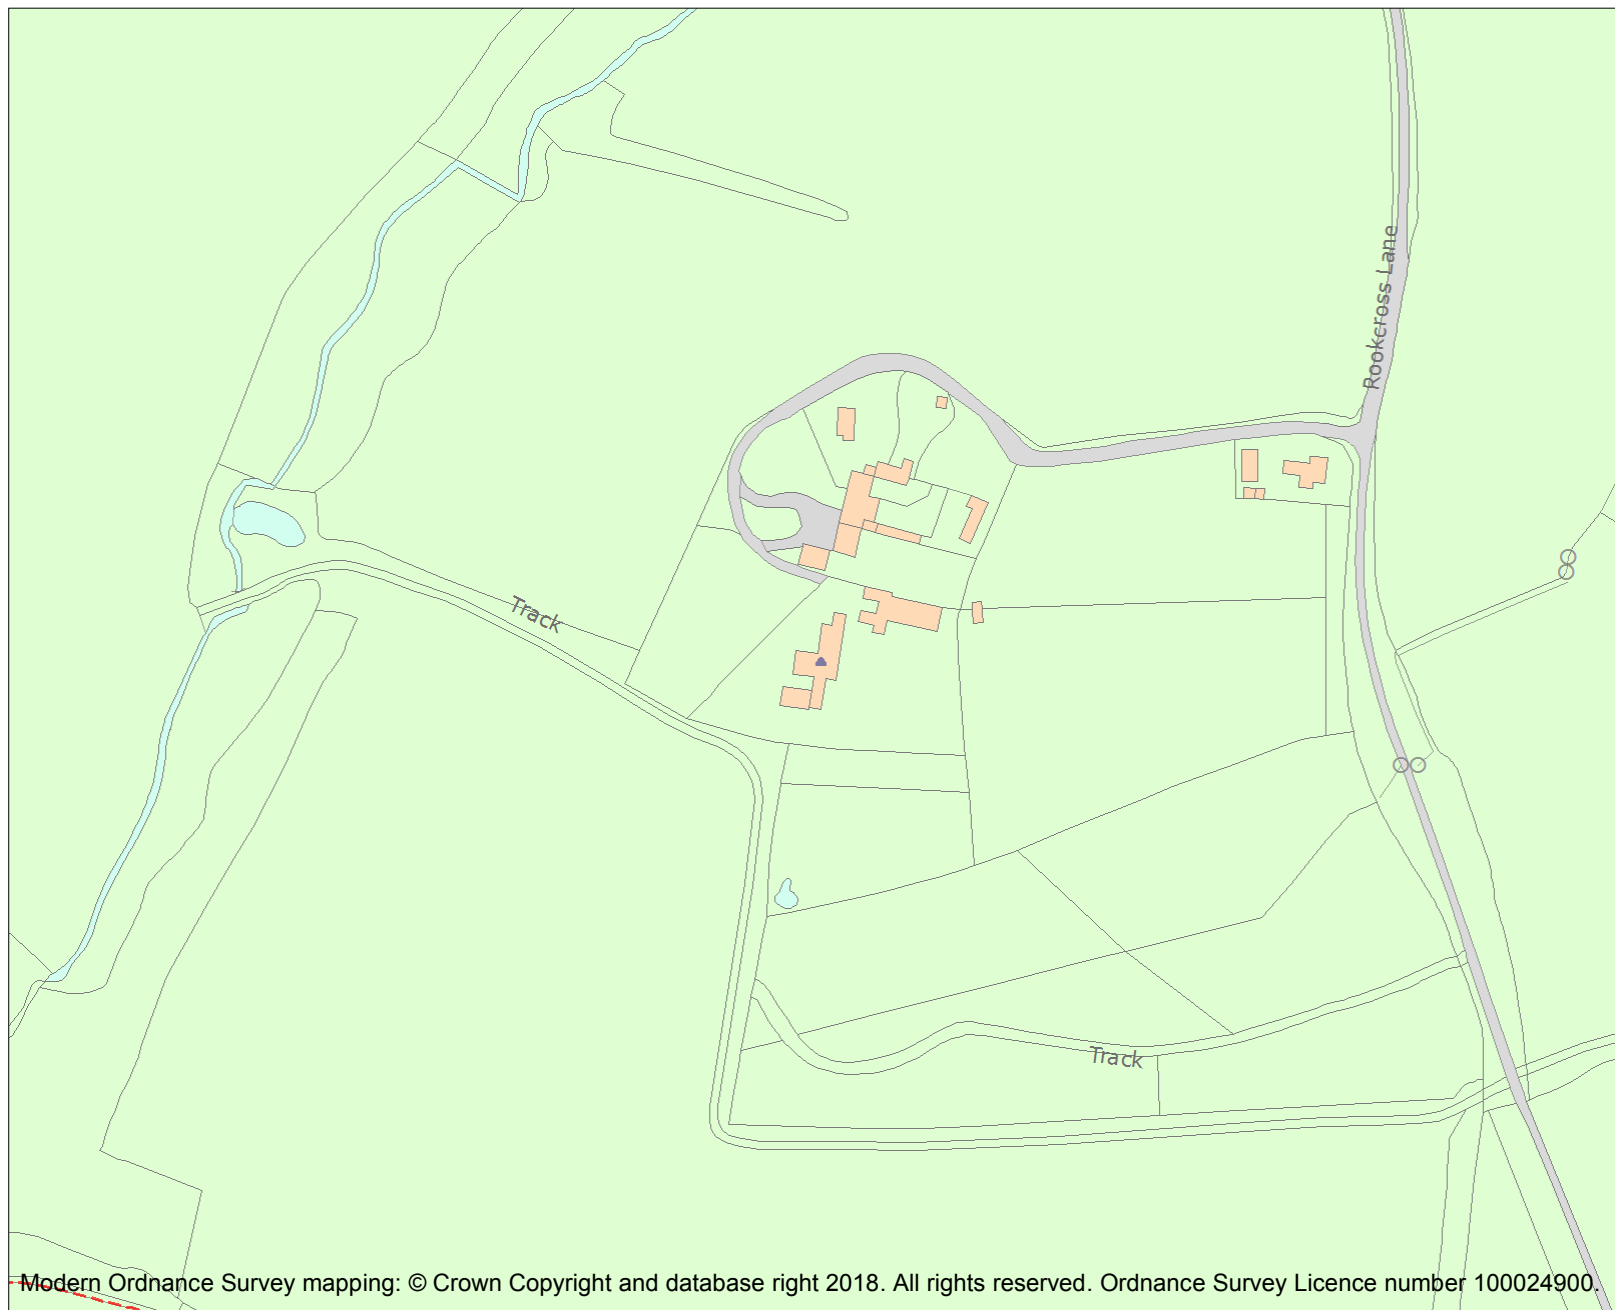 Rookcross Lane
Track
Track
Modern Ordnance Survey mapping: © Crown Copyright and database right 2018. All rights reserved. Ordnance Survey Licence number 100024900.